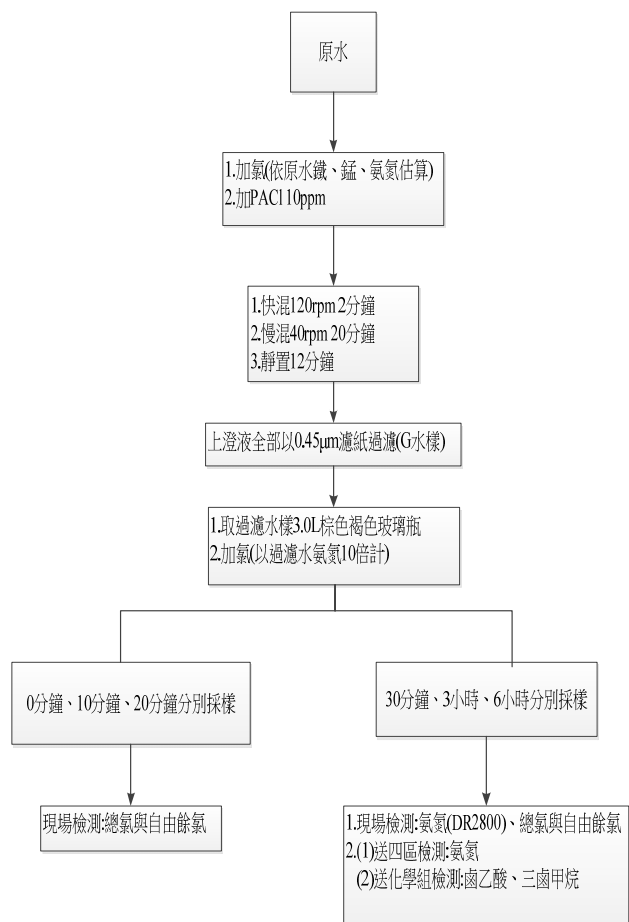 原水
1.加氯(依原水鐵、錳、氨氮估算)
2.加PACl 10ppm
1.快混120rpm 2分鐘
2.慢混40rpm 20分鐘
3.靜置12分鐘
上澄液全部以0.45μm濾紙過濾(G水樣)
1.取過濾水樣3.0L棕色褐色玻璃瓶
2.加氯(以過濾水氨氮10倍計)
0分鐘、10分鐘、20分鐘分別採樣
30分鐘、3小時、6小時分別採樣
現場檢測:總氯與自由餘氯
1.現場檢測:氨氮(DR2800)、總氯與自由餘氯
2.(1)送四區檢測:氨氮
(2)送化學組檢測:鹵乙酸、三鹵甲烷